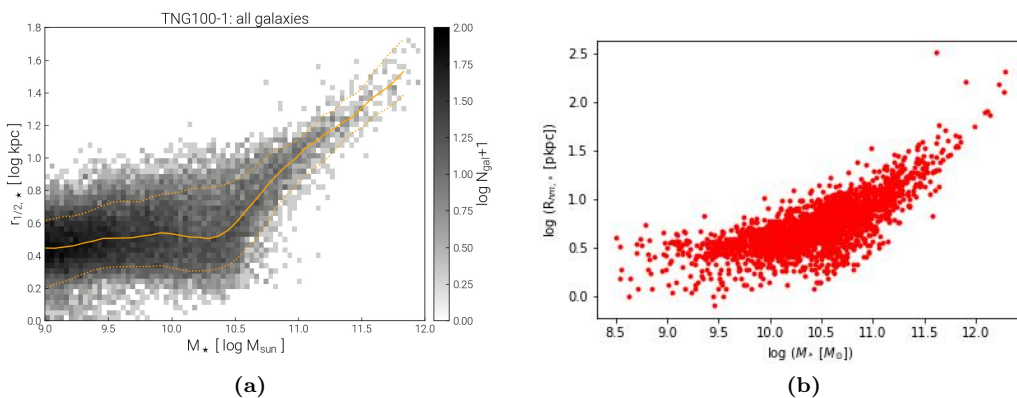 TNG100-1: all galaxies
r1/2,⋆ [ log kpc ]
1.8
1.6
1.4
1.2
1.0
0.8
0.6
0.4
0.2
0.0
9.0 9.5 10.0 10.5 11.0 11.5 12.0
M⋆ [ log Msun ]
2.00
1.75
1.50
1.25
1.00
0.75
0.50
0.25
0.00
log Ngal+1
(a)
log (Rhm, * [pkpc])
2.5
2.0
1.5
1.0
0.5
0.0
8.5 9.0 9.5 10.0 10.5 11.0 11.5 12.0
log (M* [M⊙])
(b)